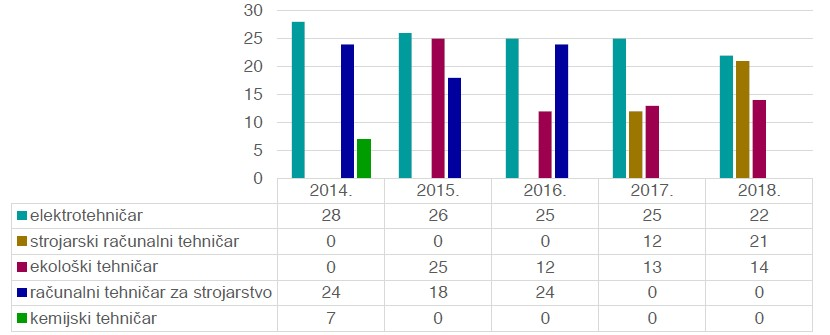 30
25
20
15
10
5
0
2014. 2015. 2016. 2017. 2018.
elektrotehničar 28 26 25 25 22
strojarski računalni tehničar 0 0 0 12 21
ekološki tehničar 0 25 12 13 14
računalni tehničar za strojarstvo 24 18 24 0 0
kemijski tehničar 7 0 0 0 0